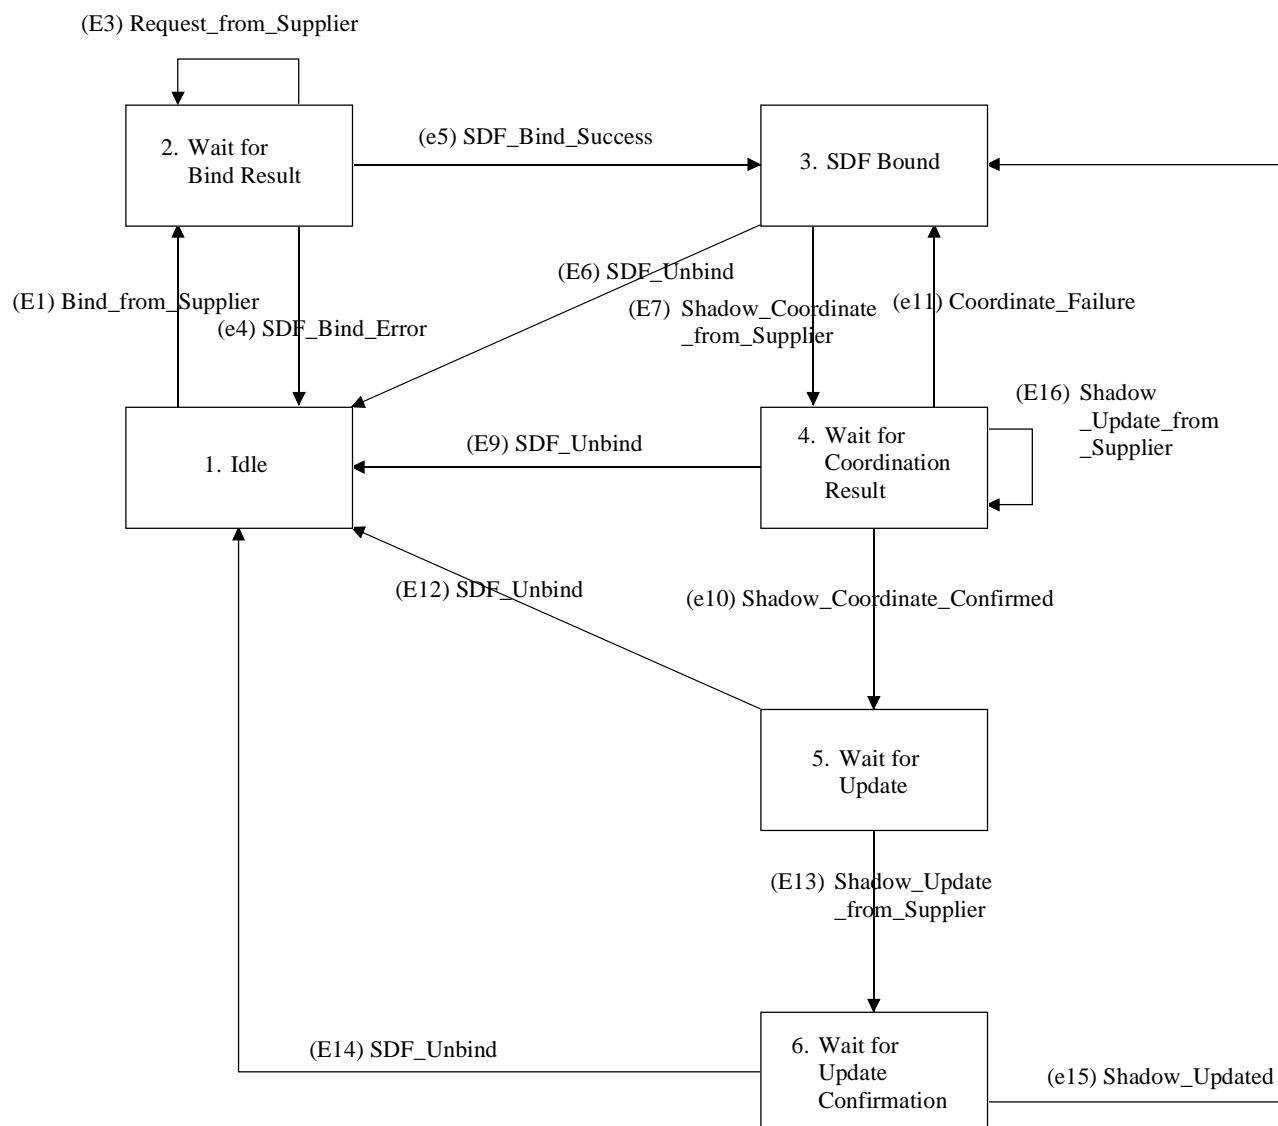 (E3) Request_from_Supplier
2. Wait for
Bind Result
(e5) SDF_Bind_Success
3. SDF Bound
(E6) SDF_Unbind
(E1) Bind_from_Supplier
(e4) SDF_Bind_Error
(E7) Shadow_Coordinate
_from_Supplier
(e11) Coordinate_Failure
(E16) Shadow
_Update_from
_Supplier
1. Idle
(E9) SDF_Unbind
4. Wait for
Coordination
Result
(E12) SDF_Unbind
(e10) Shadow_Coordinate_Confirmed
5. Wait for
Update
(E13) Shadow_Update
_from_Supplier
(E14) SDF_Unbind
6. Wait for
Update
Confirmation
(e15) Shadow_Updated